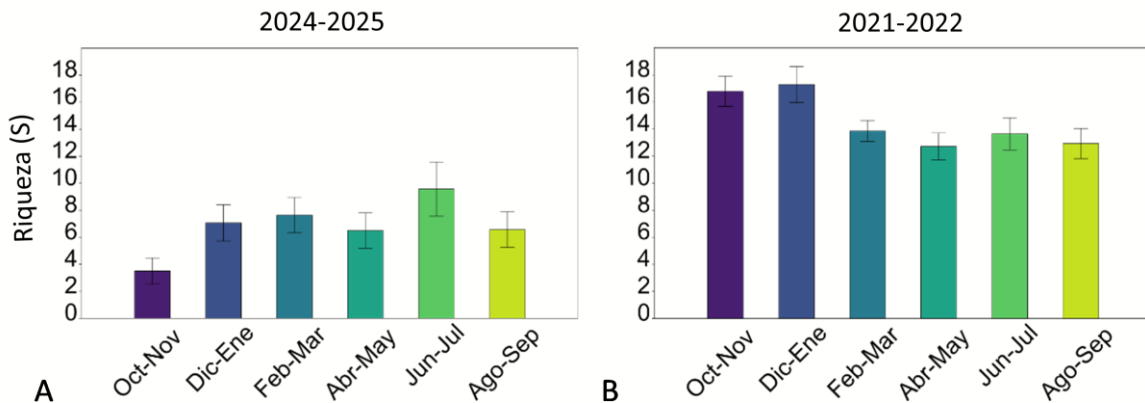 2024-2025
Riqueza (S)
18
16
14
12
10
8
6
4
2
0
Oct-Nov
Dic-Ene
Feb-Mar
Abr-May
Jun-Jul
Ago-Sep
A
2021-2022
18
16
14
12
10
8
6
4
2
0
Oct-Nov
Dic-Ene
Feb-Mar
Abr-May
Jun-Jul
Ago-Sep
B